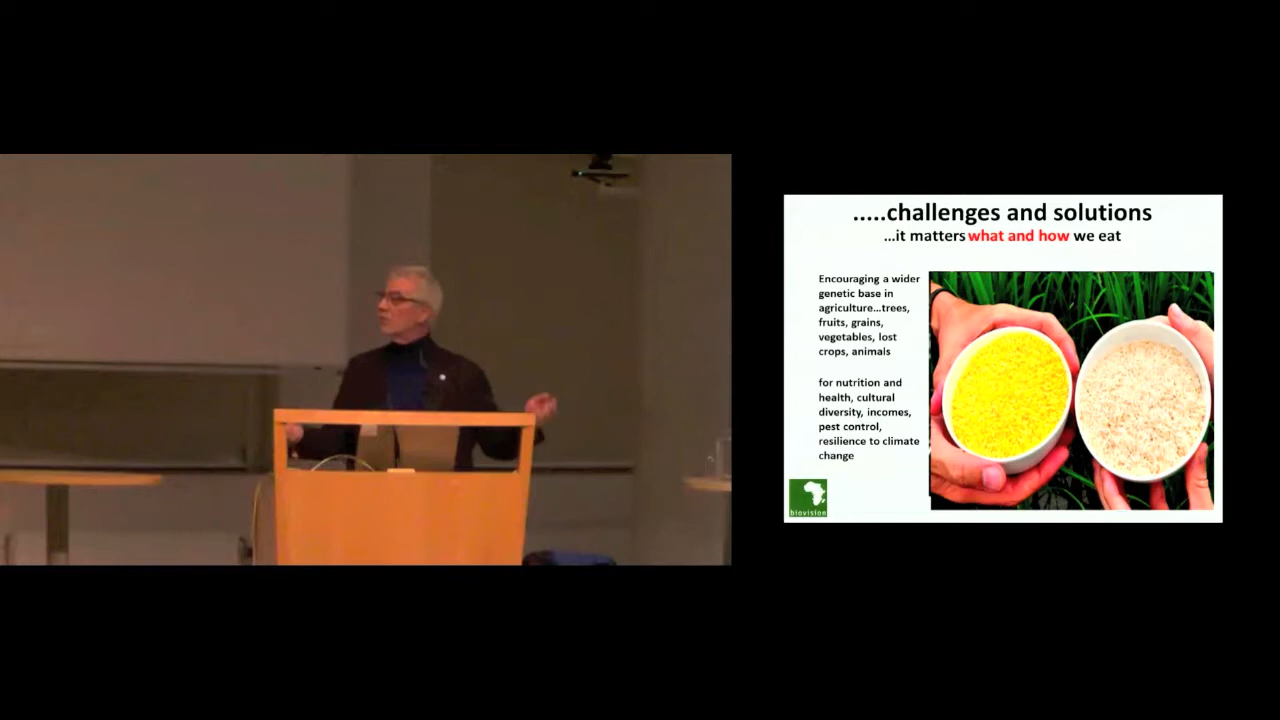 .....challenges and solutions
...it matters what and how we eat
Encouraging a wider
genetic base in
agriculture...trees,
fruits, grains,
vegetables, lost
crops, animals
for nutrition and
health, cultural
diversity, incomes,
pest control,
resilience to climate
change
biovision